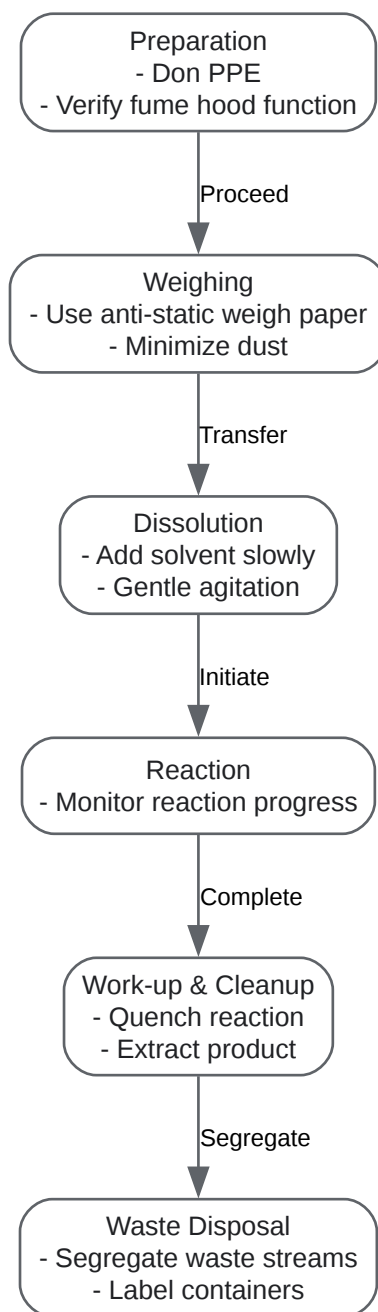 Preparation
- Don PPE
- Verify fume hood function
Proceed
Weighing
- Use anti-static weigh paper
- Minimize dust
Transfer
Dissolution
- Add solvent slowly
- Gentle agitation
Initiate
Reaction
- Monitor reaction progress
Complete
Work-up & Cleanup
- Quench reaction
- Extract product
Segregate
Waste Disposal
- Segregate waste streams
- Label containers